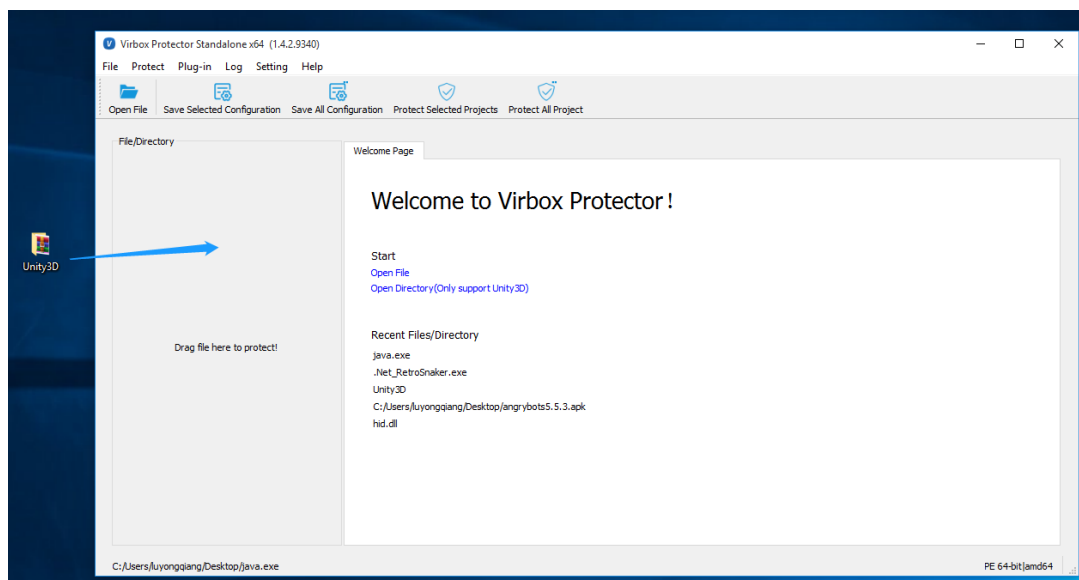 Virbox Protector Standalone x64 (1.4.2.9340)
File Protect Plug-in Log Setting Help
Open File Save Selected Configuration Save All Configuration Protect Selected Projects Protect All Project
File/Directory
Welcome Page
Welcome to Virbox Protector!
Unity3D
Start
Open File
Open Directory(Only support Unity3D)
Recent Files/Directory
Drag file here to protect!
java.exe
.Net_RetroSnaker.exe
Unity3D
C:/Users/luyongqiang/Desktop/angrybots5.5.3.apk
hid.dll
C:/Users/luyongqiang/Desktop/java.exe
PE 64-bit|amd64